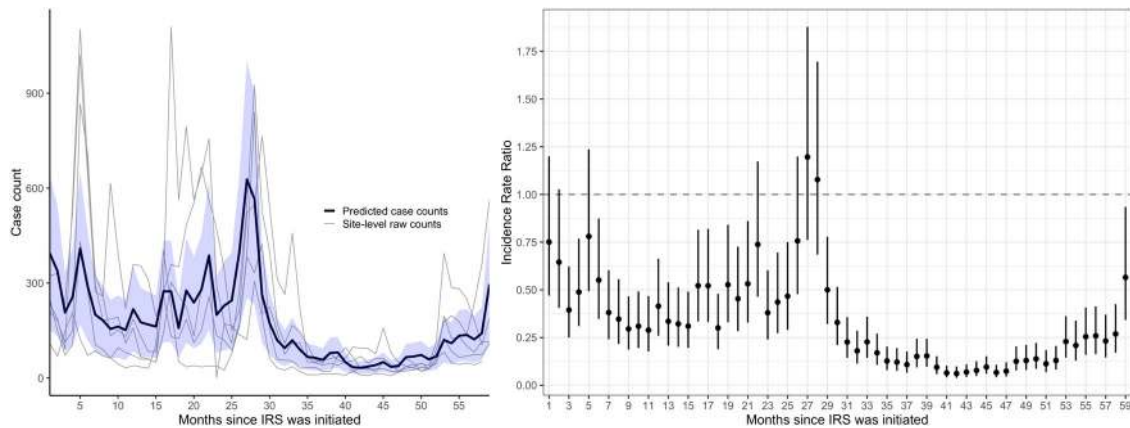 900
600
300
0
Case count
5 10 15 20 25 30 35 40 45 50 55
Months since IRS was initiated
Predicted case counts
Site-level raw counts
1.75
1.50
1.25
1.00
0.75
0.50
0.25
0.00
Incidence Rate Ratio
1 3 5 7 9 11 13 15 17 19 21 23 25 27 29 31 33 35 37 39 41 43 45 47 49 51 53 55 57 59
Months since IRS was initiated